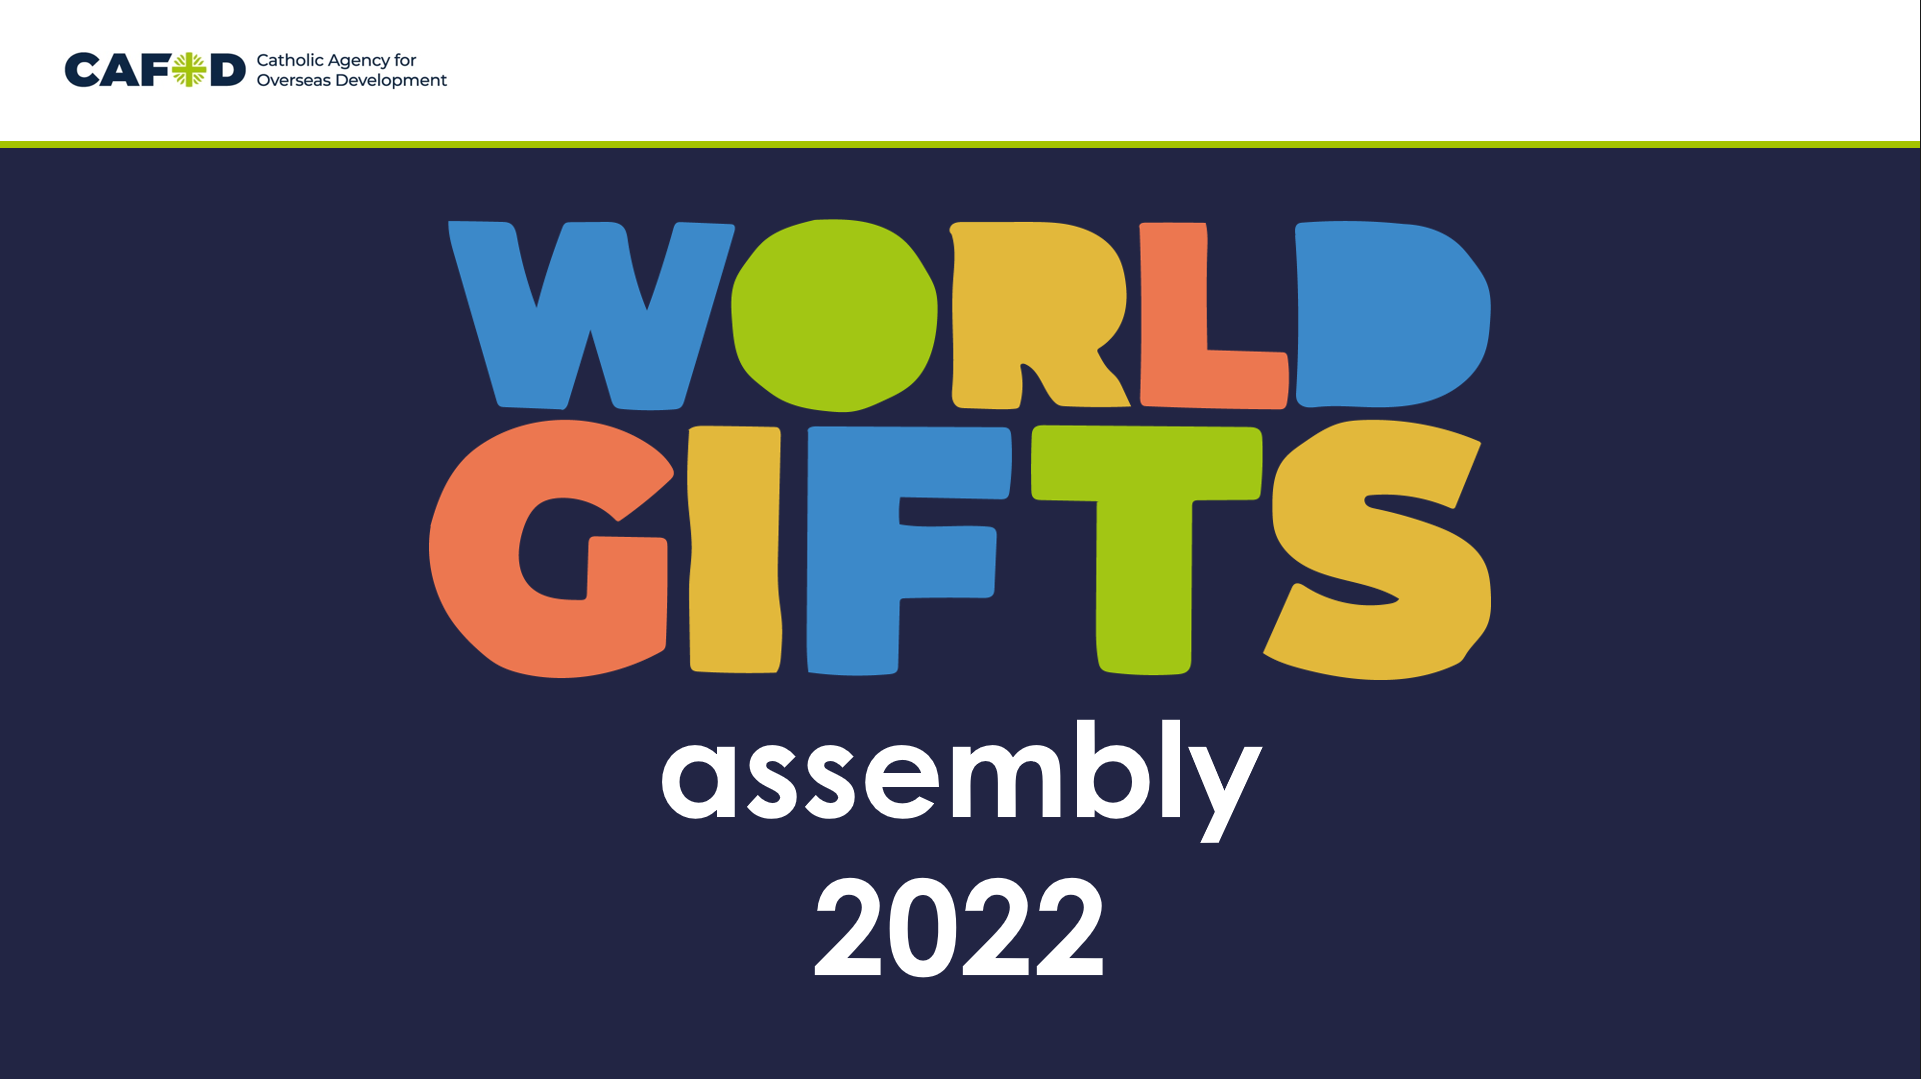 CAFOD
Catholic Agency for
Overseas Development
WORLD
GIFTS
assembly
2022